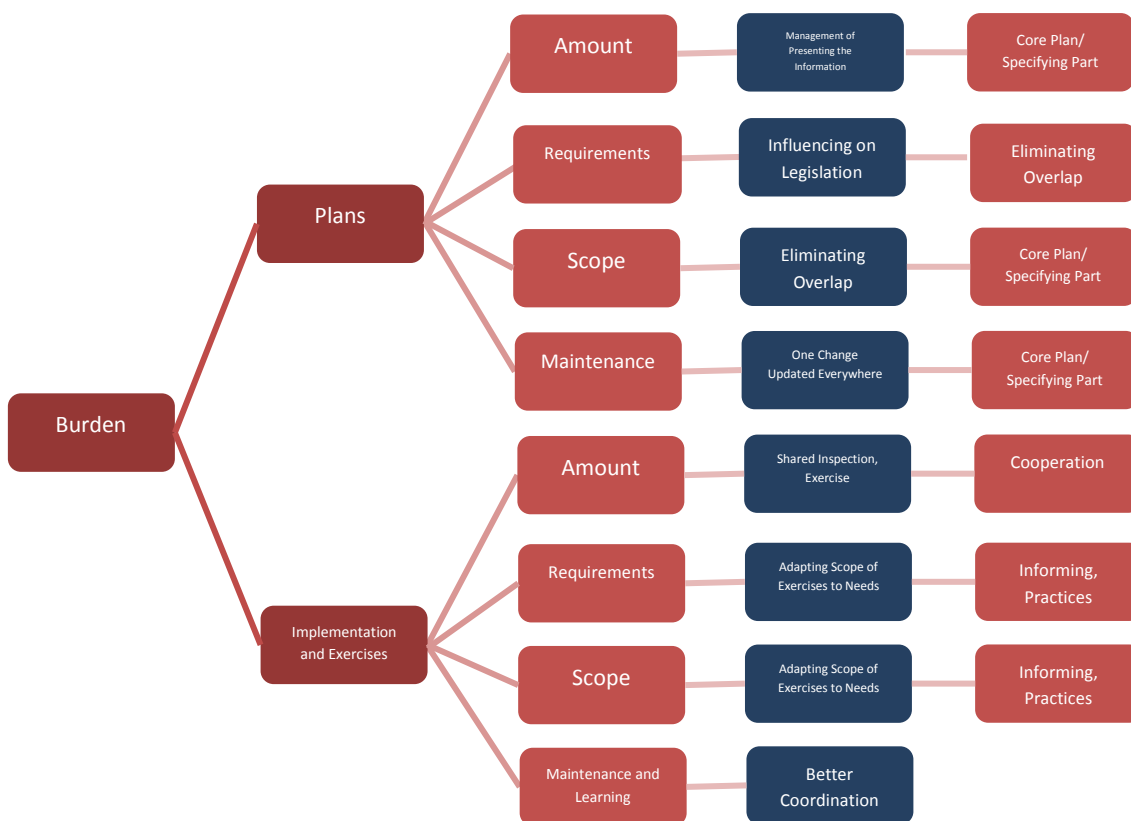 Amount
Management of
Presenting the
Information
Core Plan/
Specifying Part
Requirements
Influencing on
Legislation
Eliminating
Overlap
Plans
Scope
Eliminating
Overlap
Core Plan/
Specifying Part
Maintenance
One Change
Updated Everywhere
Core Plan/
Specifying Part
Burden
Amount
Shared Inspection,
Exercise
Cooperation
Requirements
Adapting Scope of
Exercises to Needs
Informing,
Practices
Implementation
and Exercises
Scope
Adapting Scope of
Exercises to Needs
Informing,
Practices
Maintenance and
Learning
Better
Coordination